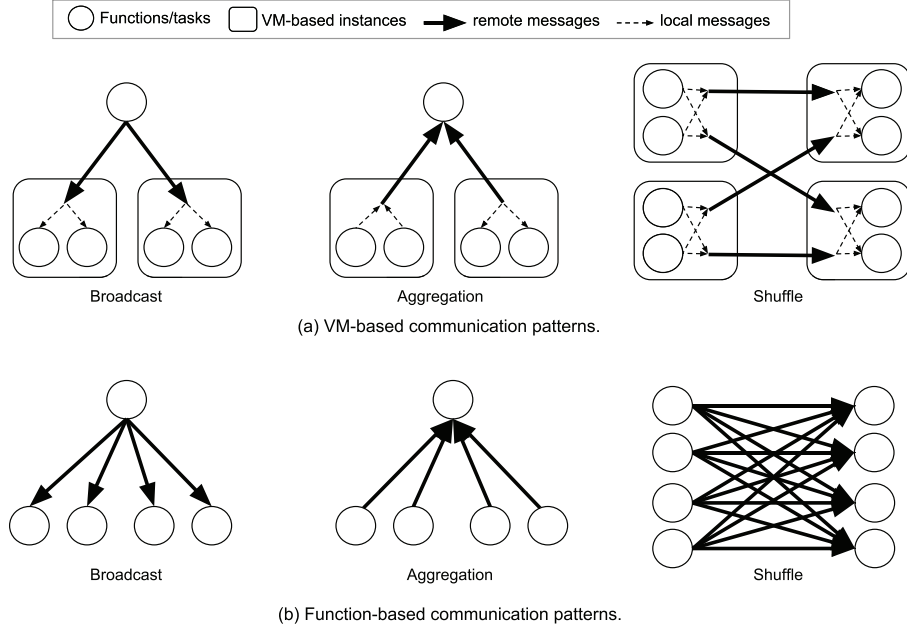 Functions/tasks VM-based instances remote messages local messages
Broadcast Aggregation Shuffle
(a) VM-based communication patterns.
Broadcast Aggregation Shuffle
(b) Function-based communication patterns.